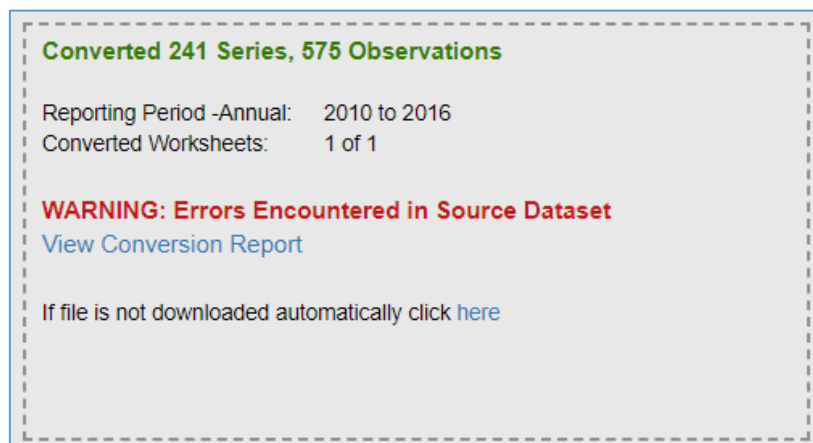 Converted 241 Series, 575 Observations
Reporting Period -Annual: 2010 to 2016
Converted Worksheets: 1 of 1
WARNING: Errors Encountered in Source Dataset
View Conversion Report
If file is not downloaded automatically click here